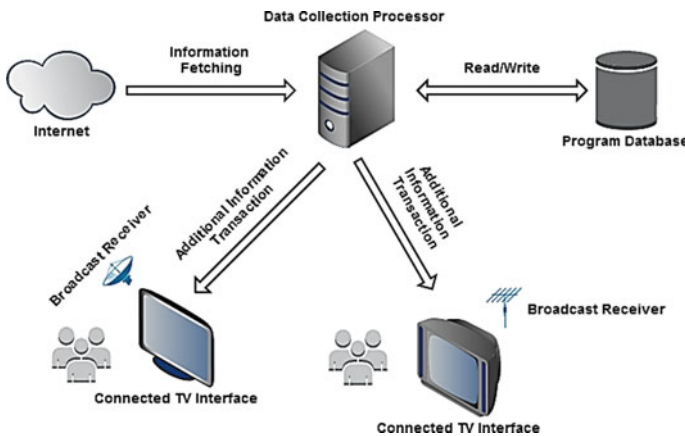 Data Collection Processor
Information
Fetching
Read/Write
Internet
Program Database
Additional Information
Transaction
Additional
Information
Transaction
Broadcast Receiver
Broadcast Receiver
Connected TV Interface
Connected TV Interface